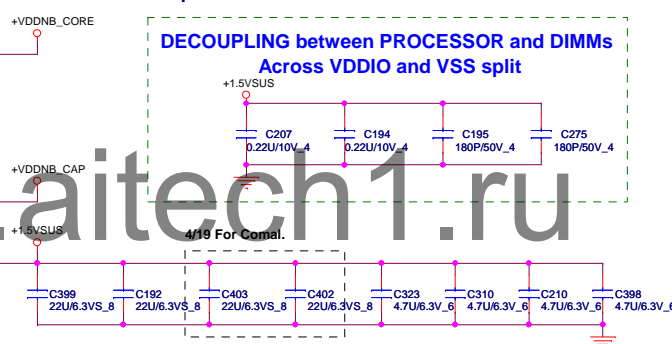 +VDDNB_CORE
DECOUPLING between PROCESSOR and DIMMs
Across VDDIO and VSS split
+1.5VSUS
C207
0.22U/10V_4
C194
0.22U/10V_4
C195
180P/50V_4
C275
180P/50V_4
+VDDNB_CAP
.aitech1.ru
+1.5VSUS
4/19 For Comal.
C399
22U/6.3VS_8
C192
22U/6.3VS_8
C403
22U/6.3VS_8
C402
22U/6.3VS_8
C323
4.7U/6.3V_6
C310
4.7U/6.3V_6
C210
4.7U/6.3V_6
C398
4.7U/6.3V_6